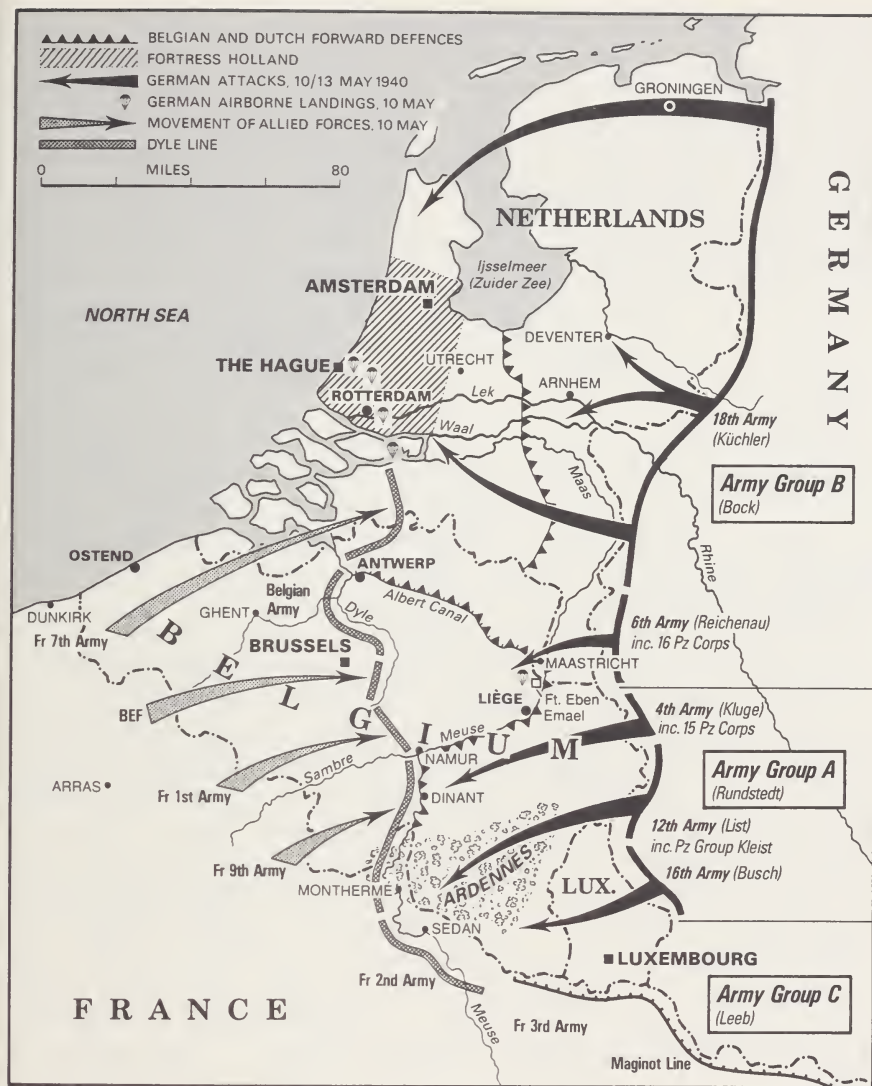 BELGIAN AND DUTCH FORWARD DEFENCES
FORTRESS HOLLAND
GERMAN ATTACKS, 10/13 MAY 1940
GERMAN AIRBORNE LANDINGS, 10 MAY
MOVEMENT OF ALLIED FORCES, 10 MAY
DYLE LINE
MILES
0 80
GRONINGEN
GERMANY
NETHERLANDS
Ijsselmeer
(Zuider Zee)
AMSTERDAM
NORTH SEA
DEVENTER
THE HAGUE
UTRECHT
ARNHEM
ROTTERDAM
Lek
18th Army
(Küchler)
Waal
Maas
Army Group B
(Bock)
Rhine
OSTEND
ANTWERP
Belgian
Army
Albert Canal
DUNKIRK
GHENT
Dyle
Fr 7th Army
6th Army (Reichenau)
inc. 16 Pz Corps
BELGIUM
BRUSSELS
MAASTRICHT
BEF
LIÈGE
Ft. Eben
Emael
4th Army (Kluge)
inc. 15 Pz Corps
Meuse
NAMUR
Sambre
ARRAS
Fr 1st Army
DINANT
Army Group A
(Rundstedt)
12th Army (List)
inc. Pz Group Kleist
Fr 9th Army
ARDENNES
16th Army (Busch)
MONTHERMÉ
LUX.
SEDAN
LUXEMBOURG
Fr 2nd Army
Army Group C
(Leeb)
FRANCE
Meuse
Fr 3rd Army
Maginot Line